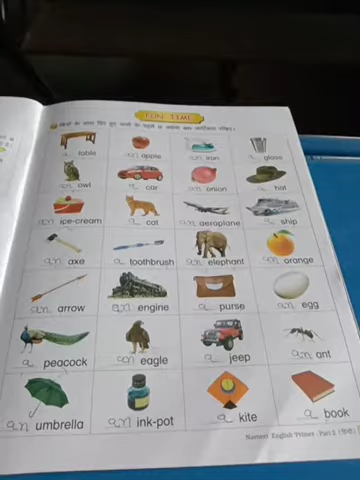 FUN TIME
a table an apple an iron a glass
an owl a car an onion a hat
an ice-cream a cat an aeroplane a ship
an axe a toothbrush an elephant an orange
an arrow an engine a purse an egg
a peacock an eagle a jeep an ant
an umbrella an ink-pot a kite a book
Namori English Primer Part 2